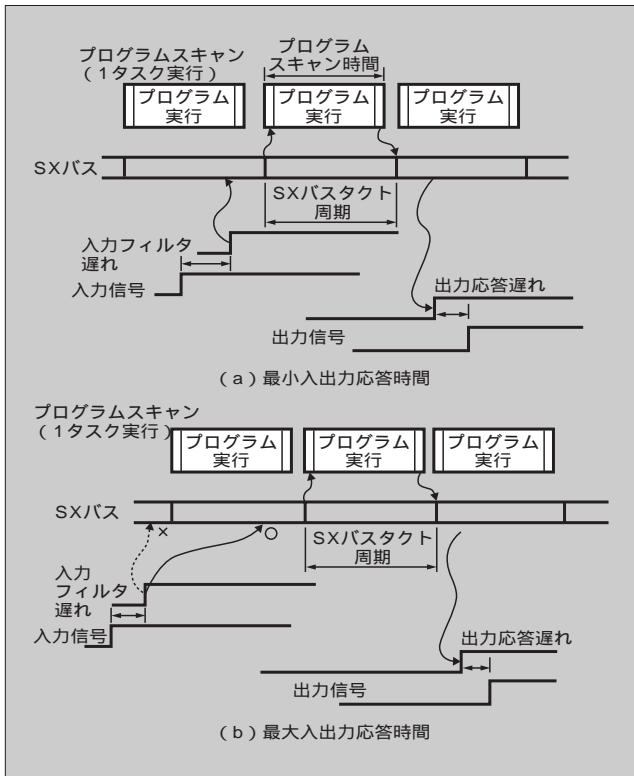 プログラムスキャン
(1タスク実行)
プログラム
スキャン時間
プログラム
実行
プログラム
実行
プログラム
実行
SXバス
SXバスタクト
周期
入力フィルタ
遅れ
入力信号
出力応答遅れ
出力信号
(a)最小入出力応答時間
プログラムスキャン
(1タスク実行)
プログラム
実行
プログラム
実行
プログラム
実行
SXバス
×
○
SXバスタクト
周期
入力
フィルタ
遅れ
入力信号
出力応答遅れ
出力信号
(b)最大入出力応答時間